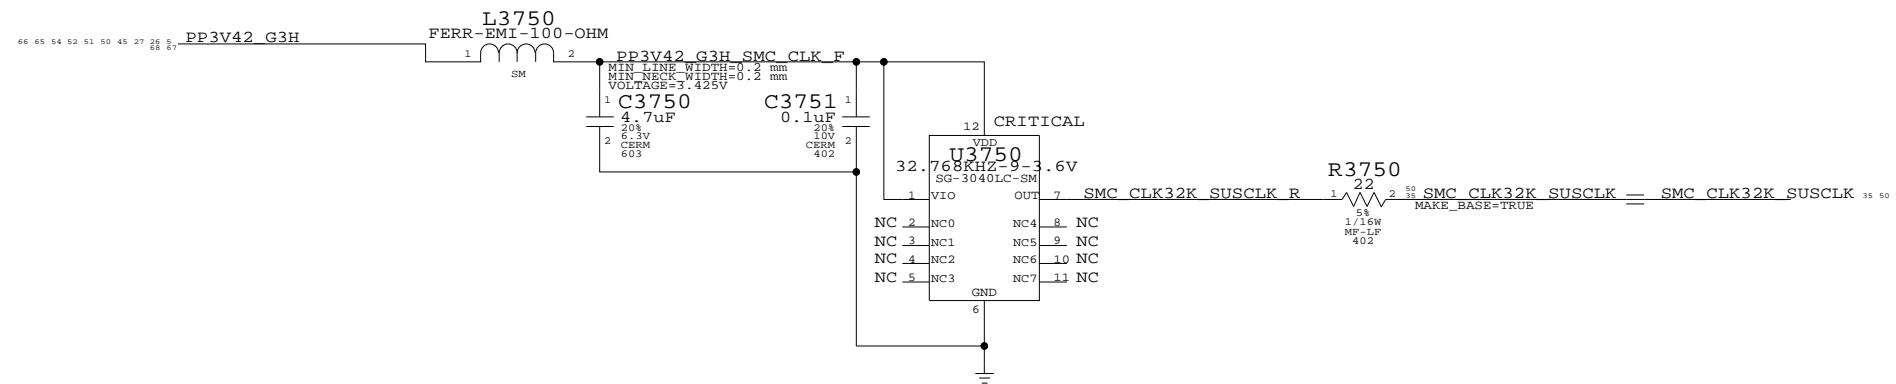 L3750
FERR-EMI-100-OHM
66 65 54 52 51 50 45 27 26 5
68 67
PP3V42_G3H
1
2
SM
PP3V42_G3H_SMC_CLK_F
MIN_LINE_WIDTH=0.2 mm
MIN_NECK_WIDTH=0.2 mm
VOLTAGE=3.425V
1
C3750
4.7uF
20%
6.3V
CERM
603
2
C3751
1
0.1uF
20%
10V
CERM
402
2
12
CRITICAL
VDD
U3750
32.768KHZ-9-3.6V
SG-3040LC-SM
1 VIO
OUT 7
SMC_CLK32K_SUSCLK_R
R3750
22
1
2
5%
1/16W
MF-LF
402
50
35
SMC_CLK32K_SUSCLK
MAKE_BASE=TRUE
SMC_CLK32K_SUSCLK
35 50
NC 2 NC0
NC4 8 NC
NC 3 NC1
NC5 9 NC
NC 4 NC2
NC6 10 NC
NC 5 NC3
NC7 11 NC
GND
6